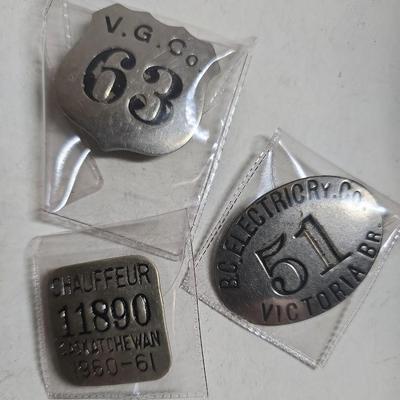 V.G.Co.
63
B.C. ELECTRIC RY. CO.
51
VICTORIA BR.
CHAUFFEUR
11890
SASKATCHEWAN
1960-61